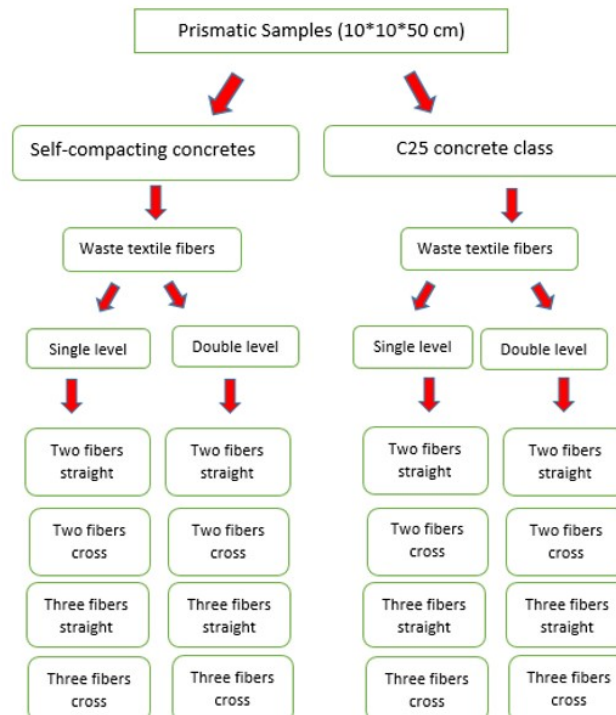 Prismatic Samples (10*10*50 cm)
Self-compacting concretes
C25 concrete class
Waste textile fibers
Waste textile fibers
Single level
Double level
Single level
Double level
Two fibers
straight
Two fibers
straight
Two fibers
straight
Two fibers
straight
Two fibers
cross
Two fibers
cross
Two fibers
cross
Two fibers
cross
Three fibers
straight
Three fibers
straight
Three fibers
straight
Three fibers
straight
Three fibers
cross
Three fibers
cross
Three fibers
cross
Three fibers
cross